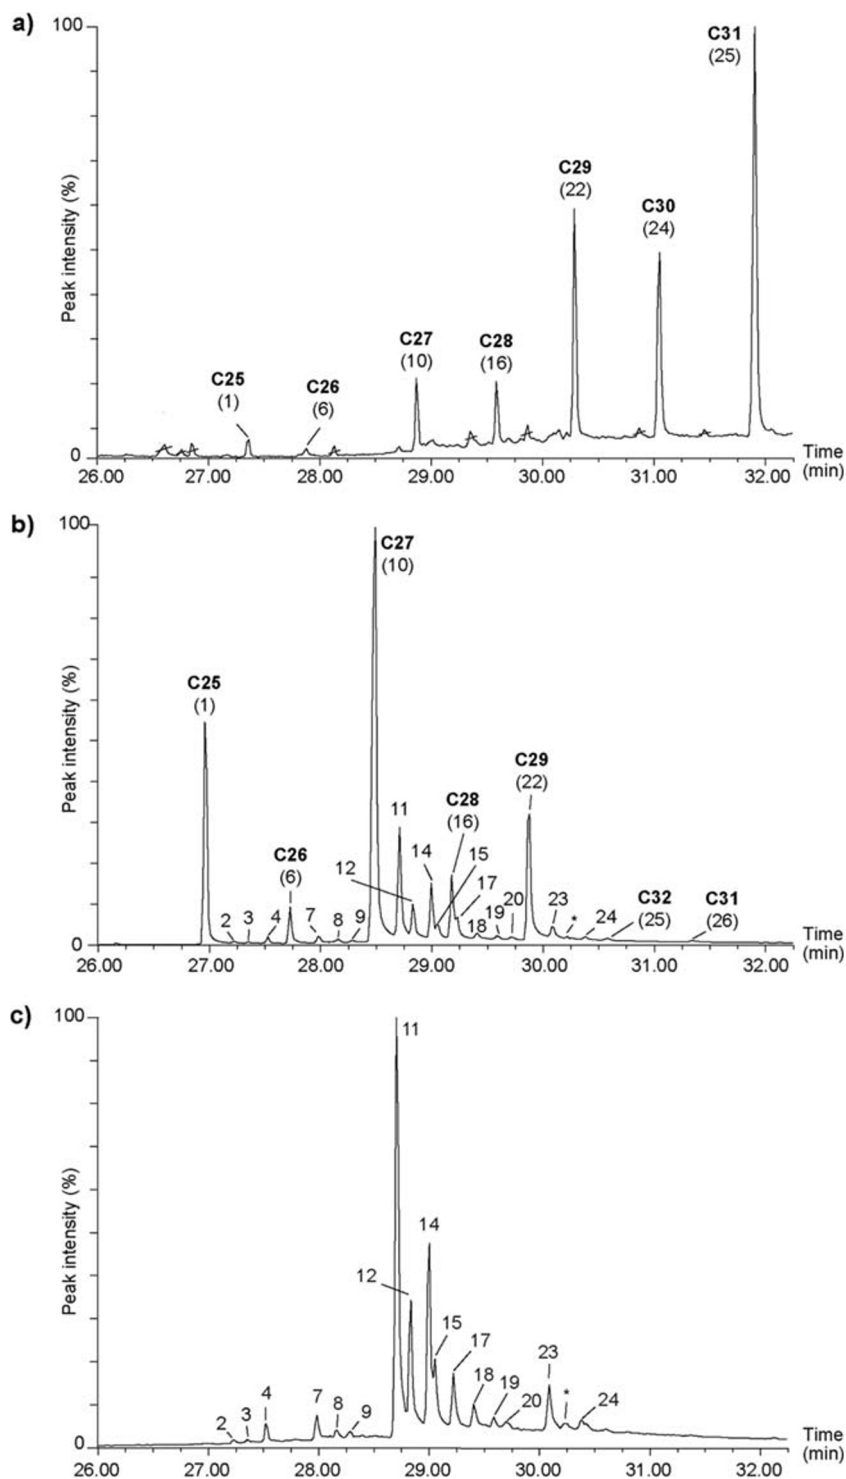 a)
100
Peak intensity (%)
0
C25
(1)
C26
(6)
C27
(10)
C28
(16)
C29
(22)
C30
(24)
C31
(25)
26.00 27.00 28.00 29.00 30.00 31.00 32.00
Time
(min)
b)
100
Peak intensity (%)
0
C25
(1)
2
3
4
C26
(6)
7
8
9
C27
(10)
11
12
14
C28
(16)
15
17
18
19
20
C29
(22)
23
*
24
C32
(25)
C31
(26)
26.00 27.00 28.00 29.00 30.00 31.00 32.00
Time
(min)
c)
100
Peak intensity (%)
0
2
3
4
7
8
9
11
12
14
15
17
18
19
20
23
*
24
26.00 27.00 28.00 29.00 30.00 31.00 32.00
Time
(min)